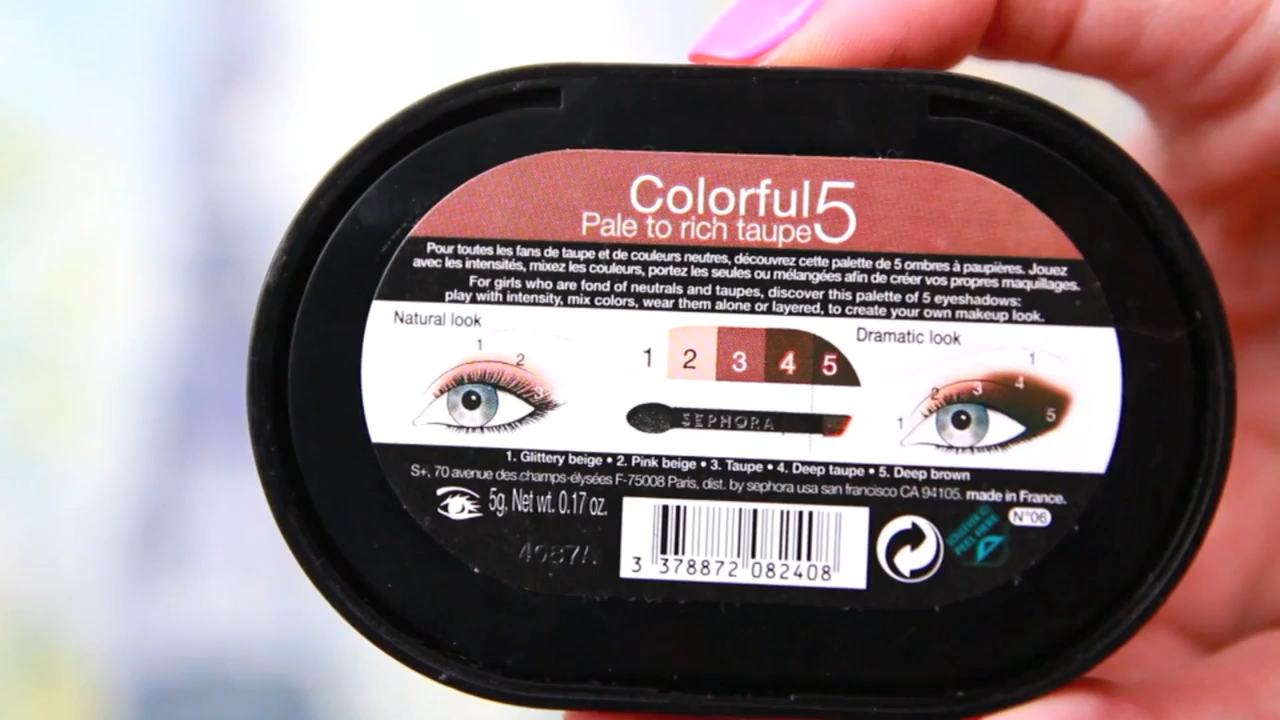 Colorful5
Pale to rich taupe
Pour toutes les fans de taupe et de couleurs neutres, découvrez cette palette de 5 ombres à paupières. Jouez
avec les intensités, mixez les couleurs, portez les seules ou mélangées afin de créer vos propres maquillages.
For girls who are fond of neutrals and taupes, discover this palette of 5 eyeshadows:
play with intensity, mix colors, wear them alone or layered, to create your own makeup look.
Natural look
1
2
3
1 2 3 4 5
SEPHORA
Dramatic look
1
2 3 4
1
5
1. Glittery beige • 2. Pink beige • 3. Taupe • 4. Deep taupe • 5. Deep brown
S+, 70 avenue des champs-élysées F-75008 Paris, dist. by sephora usa san francisco CA 94105. made in France.
5g. Net wt. 0.17 oz.
3 378872 082408
PEEL HERE
N°06